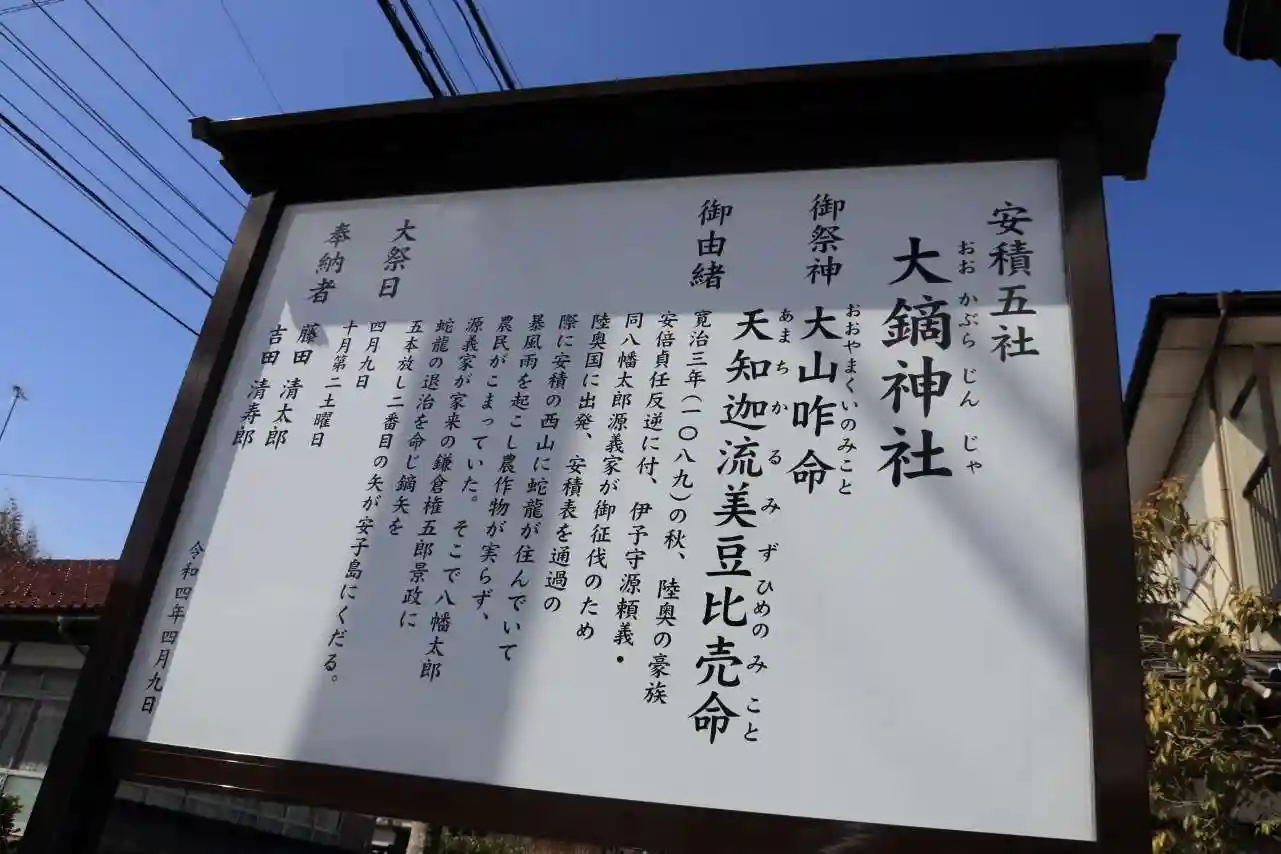 安積五社
大鏑神社
おおかぶらじんじゃ
御祭神
大山咋命
おおやまくいのみこと
天知迦流美豆比売命
あまちかるみずひめのみこと
御由緒
寛治三年（一〇八九）の秋、陸奥の豪族
安倍貞任反逆に付、伊予守源頼義・
同八幡太郎源義家が御征伐のため
陸奥国に出発、安積表を通過の
際に安積の西山に蛇龍が住んでいて
暴風雨を起こし農作物が実らず、
農民がこまっていた。そこで八幡太郎
源義家が家来の鎌倉権五郎景政に
蛇龍の退治を命じ鏑矢を
五本放し二番目の矢が安子島にくだる。
大祭日
四月九日
十月第二土曜日
奉納者
藤田 清太郎
吉田 清寿郎
令和四年四月九日